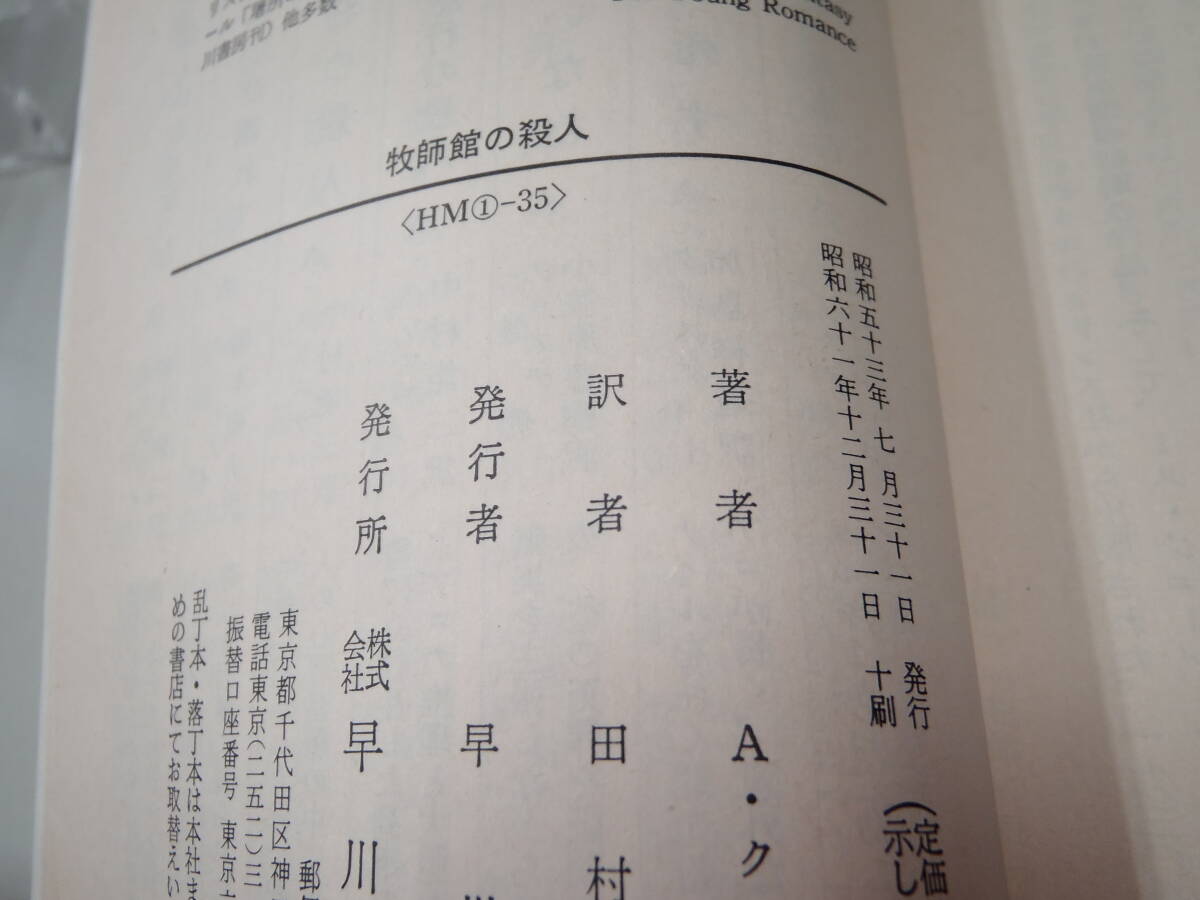 ール「場所
川書房刊〉他多数
Romance
牧師館の殺人
〈HM①-35〉
昭和五十三年 七 月三十一日 発行
昭和六十一年十二月三十一日 十刷
（定価
示し
著者 A・ク
訳者 田村
発行者 早
発行所 株式会社 早川
東京都千代田区神
電話東京(二五二)三
振替口座番号 東京
乱丁本・落丁本は本社ま
めの書店にてお取替えい